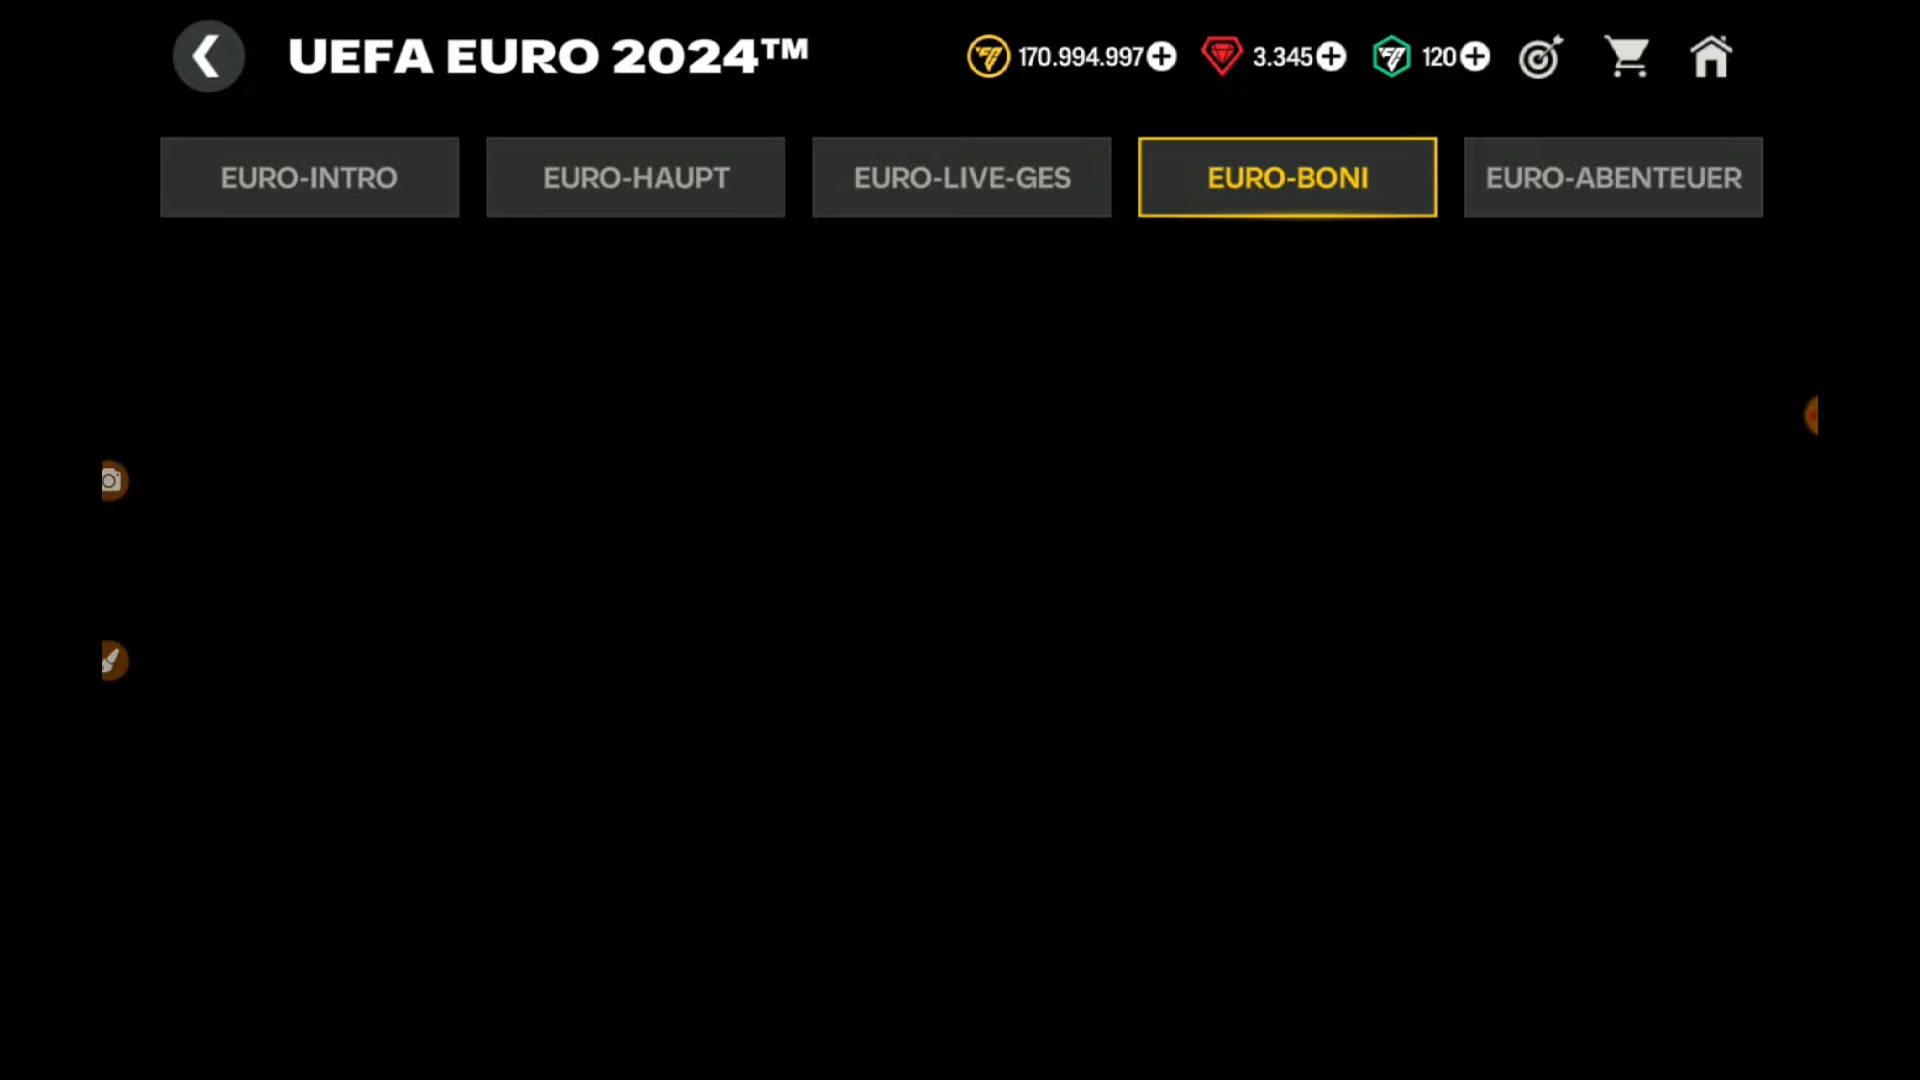 UEFA EURO 2024™ 170.994.997 3.345 120
EURO-INTRO EURO-HAUPT EURO-LIVE-GES EURO-BONI EURO-ABENTEUER